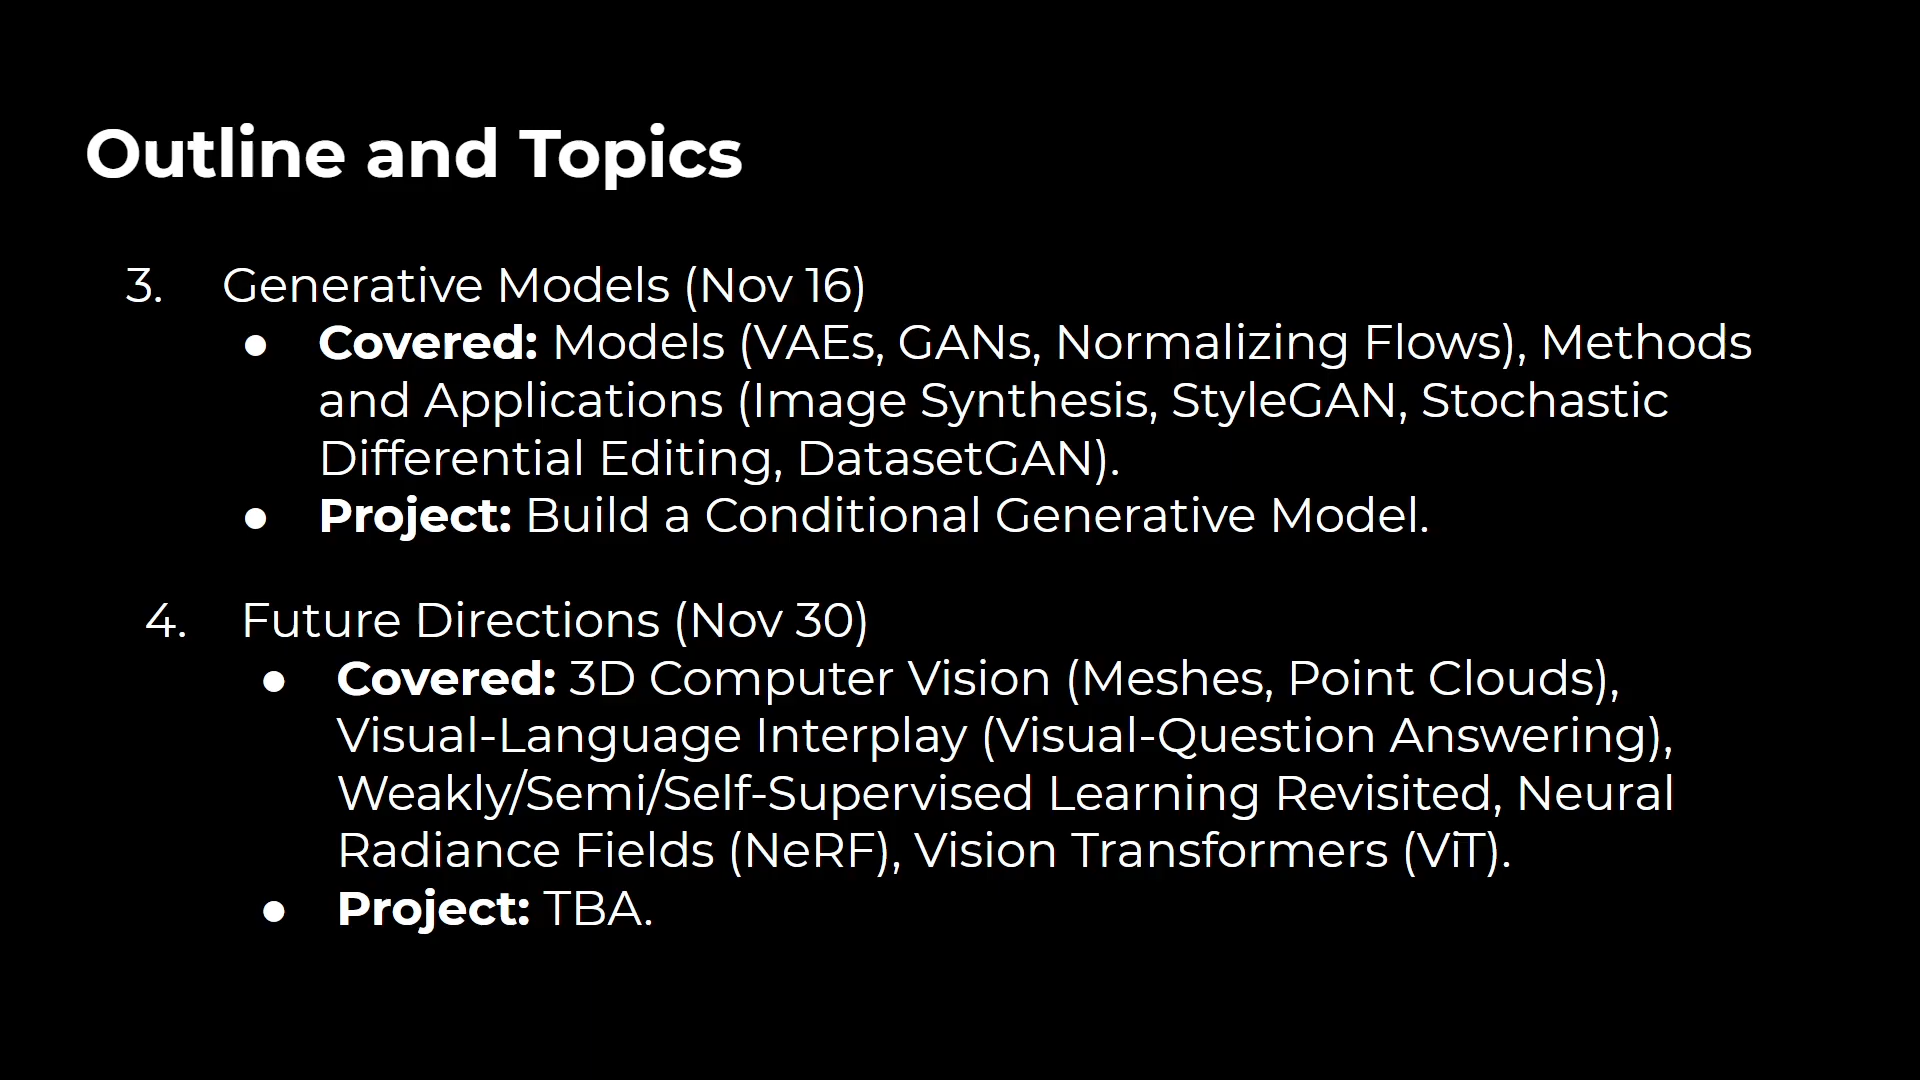 Outline and Topics
3. Generative Models (Nov 16)
● Covered: Models (VAEs, GANs, Normalizing Flows), Methods
and Applications (Image Synthesis, StyleGAN, Stochastic
Differential Editing, DatasetGAN).
● Project: Build a Conditional Generative Model.
4. Future Directions (Nov 30)
● Covered: 3D Computer Vision (Meshes, Point Clouds),
Visual-Language Interplay (Visual-Question Answering),
Weakly/Semi/Self-Supervised Learning Revisited, Neural
Radiance Fields (NeRF), Vision Transformers (ViT).
● Project: TBA.